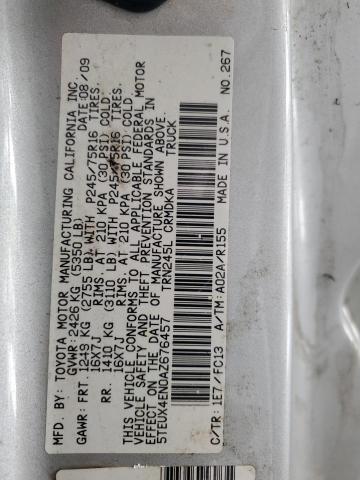 MFD. BY: TOYOTA MOTOR MANUFACTURING CALIFORNIA INC.
GVWR: 2426 KG (5350 LB) DATE: 08/09
GAWR: FRT. 1249 KG (2755 LB) WITH P245/75R16 TIRES.
16X7J RIMS. AT 210 KPA (30 PSI) COLD
RR. 1410 KG (3110 LB) WITH P245/75R16 TIRES.
16X7J RIMS. AT 210 KPA (30 PSI) COLD
THIS VEHICLE CONFORMS TO ALL APPLICABLE FEDERAL MOTOR
VEHICLE SAFETY AND THEFT PREVENTION STANDARDS IN
EFFECT ON THE DATE OF MANUFACTURE SHOWN ABOVE.
5TEUX4EN0AZ676457 TRN245L CRMDKA TRUCK
C/TR: 1E7/FC13 A/TM: A02A/R155 MADE IN U.S.A. NO.267